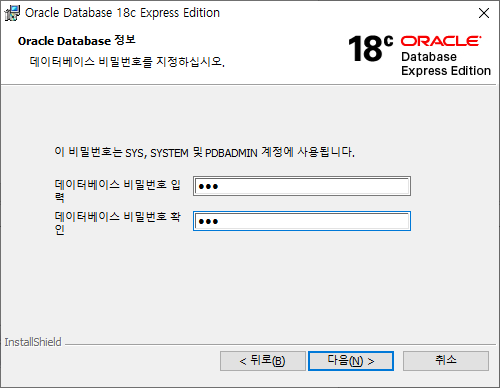 Oracle Database 18c Express Edition
Oracle Database 정보
데이터베이스 비밀번호를 지정하십시오.
18c ORACLE
Database
Express Edition
이 비밀번호는 SYS, SYSTEM 및 PDBADMIN 계정에 사용됩니다.
데이터베이스 비밀번호 입
력
●●●
데이터베이스 비밀번호 확
인
●●●
InstallShield
< 뒤로(B)
다음(N) >
취소